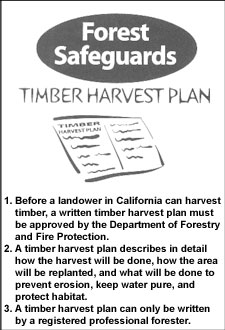 Forest
Safeguards
TIMBER HARVEST PLAN
TIMBER
HARVEST PLAN
1. Before a landower in California can harvest
timber, a written timber harvest plan must
be approved by the Department of Forestry
and Fire Protection.
2. A timber harvest plan describes in detail
how the harvest will be done, how the area
will be replanted, and what will be done to
prevent erosion, keep water pure, and
protect habitat.
3. A timber harvest plan can only be written
by a registered professional forester.